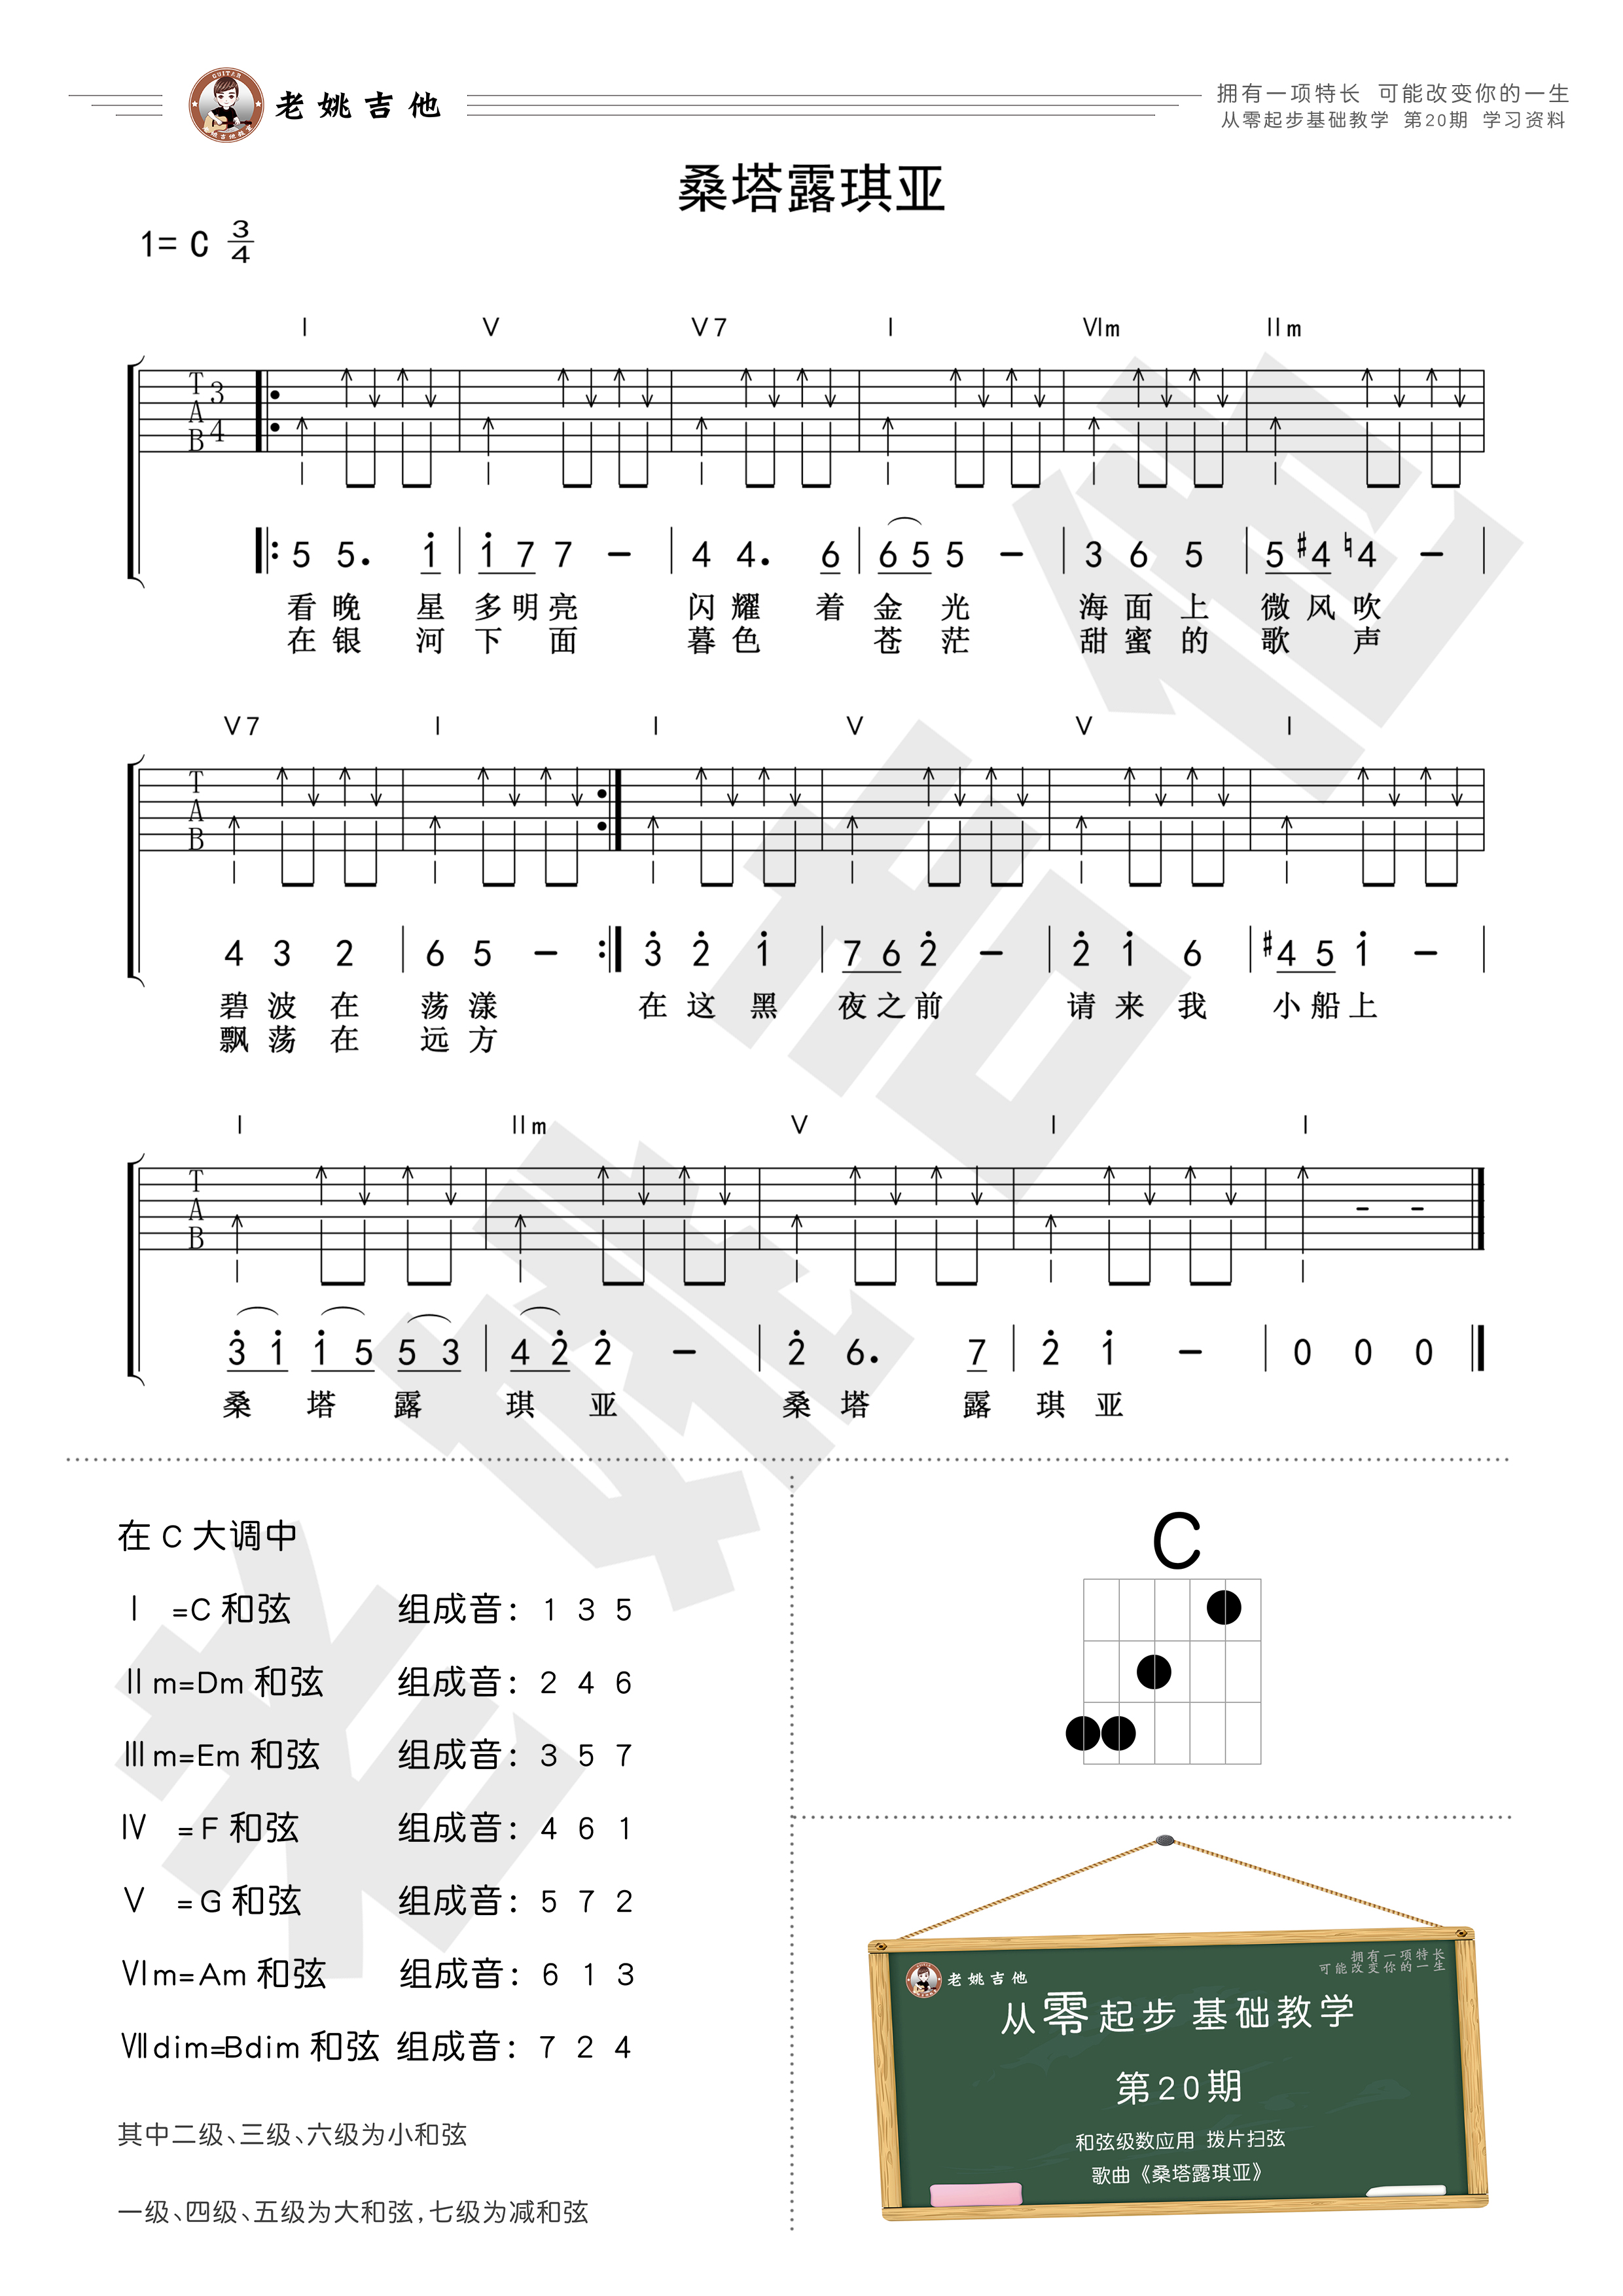 老姚吉他
拥有一项特长 可能改变你的一生
从零起步基础教学 第20期 学习资料
桑塔露琪亚
1= C 3/4
I V V7 I VIm IIm
T A B 3 4
5 5. 1̇ | 1̇ 7 7 – | 4 4. 6 | 6 5 5 – | 3 6 5 | 5 #4 ♮4 – |
看 晚 星 多 明 亮 闪 耀 着 金 光 海 面 上 微 风 吹
在 银 河 下 面 暮 色 苍 茫 甜 蜜 的 歌 声
V7 I I V V I
T A B
4 3 2 | 6 5 – :| 3̇ 2̇ 1̇ | 7 6 2̇ – | 2̇ 1̇ 6 | #4 5 1̇ – |
碧 波 在 荡 漾 在 这 黑 夜 之 前 请 来 我 小 船 上
飘 荡 在 远 方
I IIm V I I
T A B
3̇ 1̇ 1̇ 5 5 3 | 4 2̇ 2̇ – | 2̇ 6. 7 | 2̇ 1̇ – | 0 0 0
桑 塔 露 琪 亚 桑 塔 露 琪 亚
在 C 大调中
I =C 和弦 组成音：1 3 5
IIm=Dm 和弦 组成音：2 4 6
IIIm=Em 和弦 组成音：3 5 7
IV =F 和弦 组成音：4 6 1
V =G 和弦 组成音：5 7 2
VIm=Am 和弦 组成音：6 1 3
VIIdim=Bdim 和弦 组成音：7 2 4
其中二级、三级、六级为小和弦
一级、四级、五级为大和弦，七级为减和弦
C
拥有一项特长
可能改变你的一生
老姚吉他
从零起步 基础教学
第20期
和弦级数应用 拨片扫弦
歌曲《桑塔露琪亚》
老姚吉他